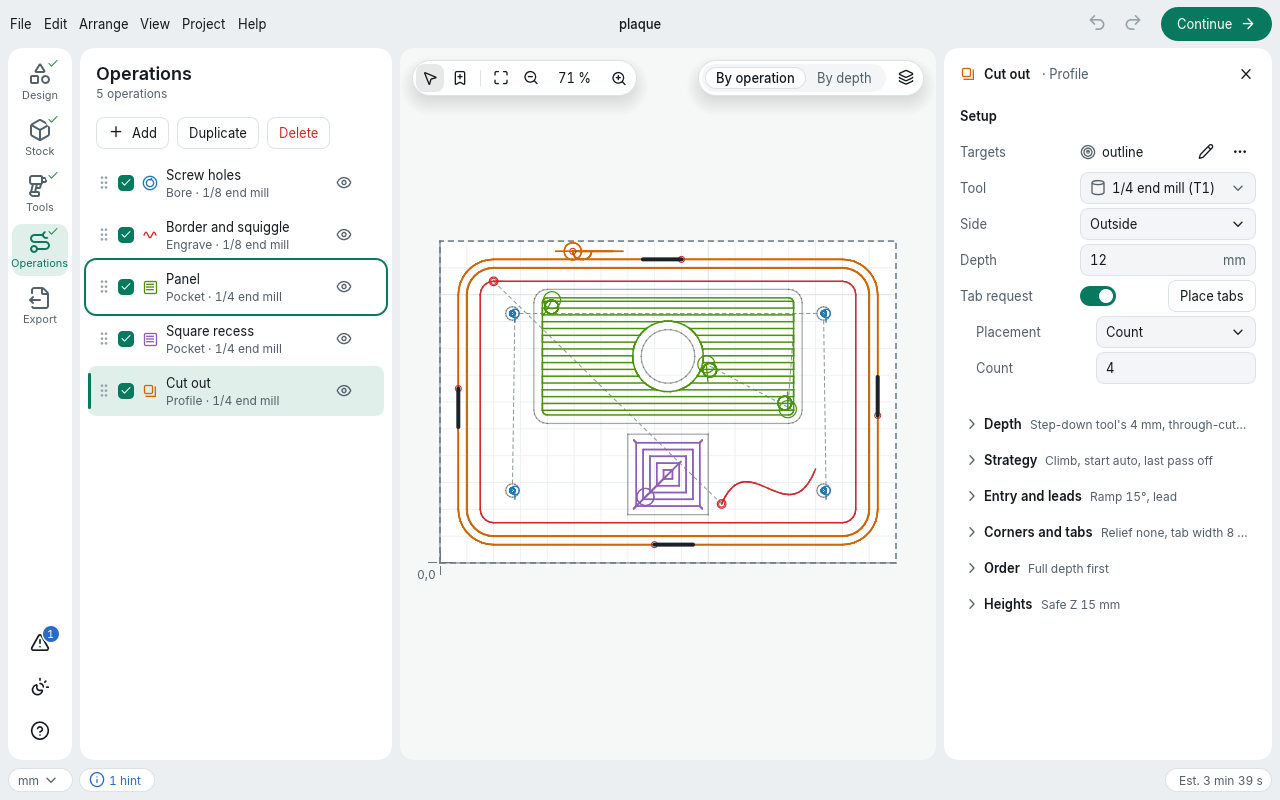 File Edit Arrange View Project Help
plaque
Continue
Design
Stock
Tools
Operations
Export
1
Operations
5 operations
Add
Duplicate
Delete
Screw holes
Bore · 1/8 end mill
Border and squiggle
Engrave · 1/8 end mill
Panel
Pocket · 1/4 end mill
Square recess
Pocket · 1/4 end mill
Cut out
Profile · 1/4 end mill
71 %
By operation
By depth
0,0
Cut out · Profile
Setup
Targets outline
Tool 1/4 end mill (T1)
Side Outside
Depth 12 mm
Tab request Place tabs
Placement Count
Count 4
Depth Step-down tool's 4 mm, through-cut...
Strategy Climb, start auto, last pass off
Entry and leads Ramp 15°, lead
Corners and tabs Relief none, tab width 8 ...
Order Full depth first
Heights Safe Z 15 mm
mm
1 hint
Est. 3 min 39 s